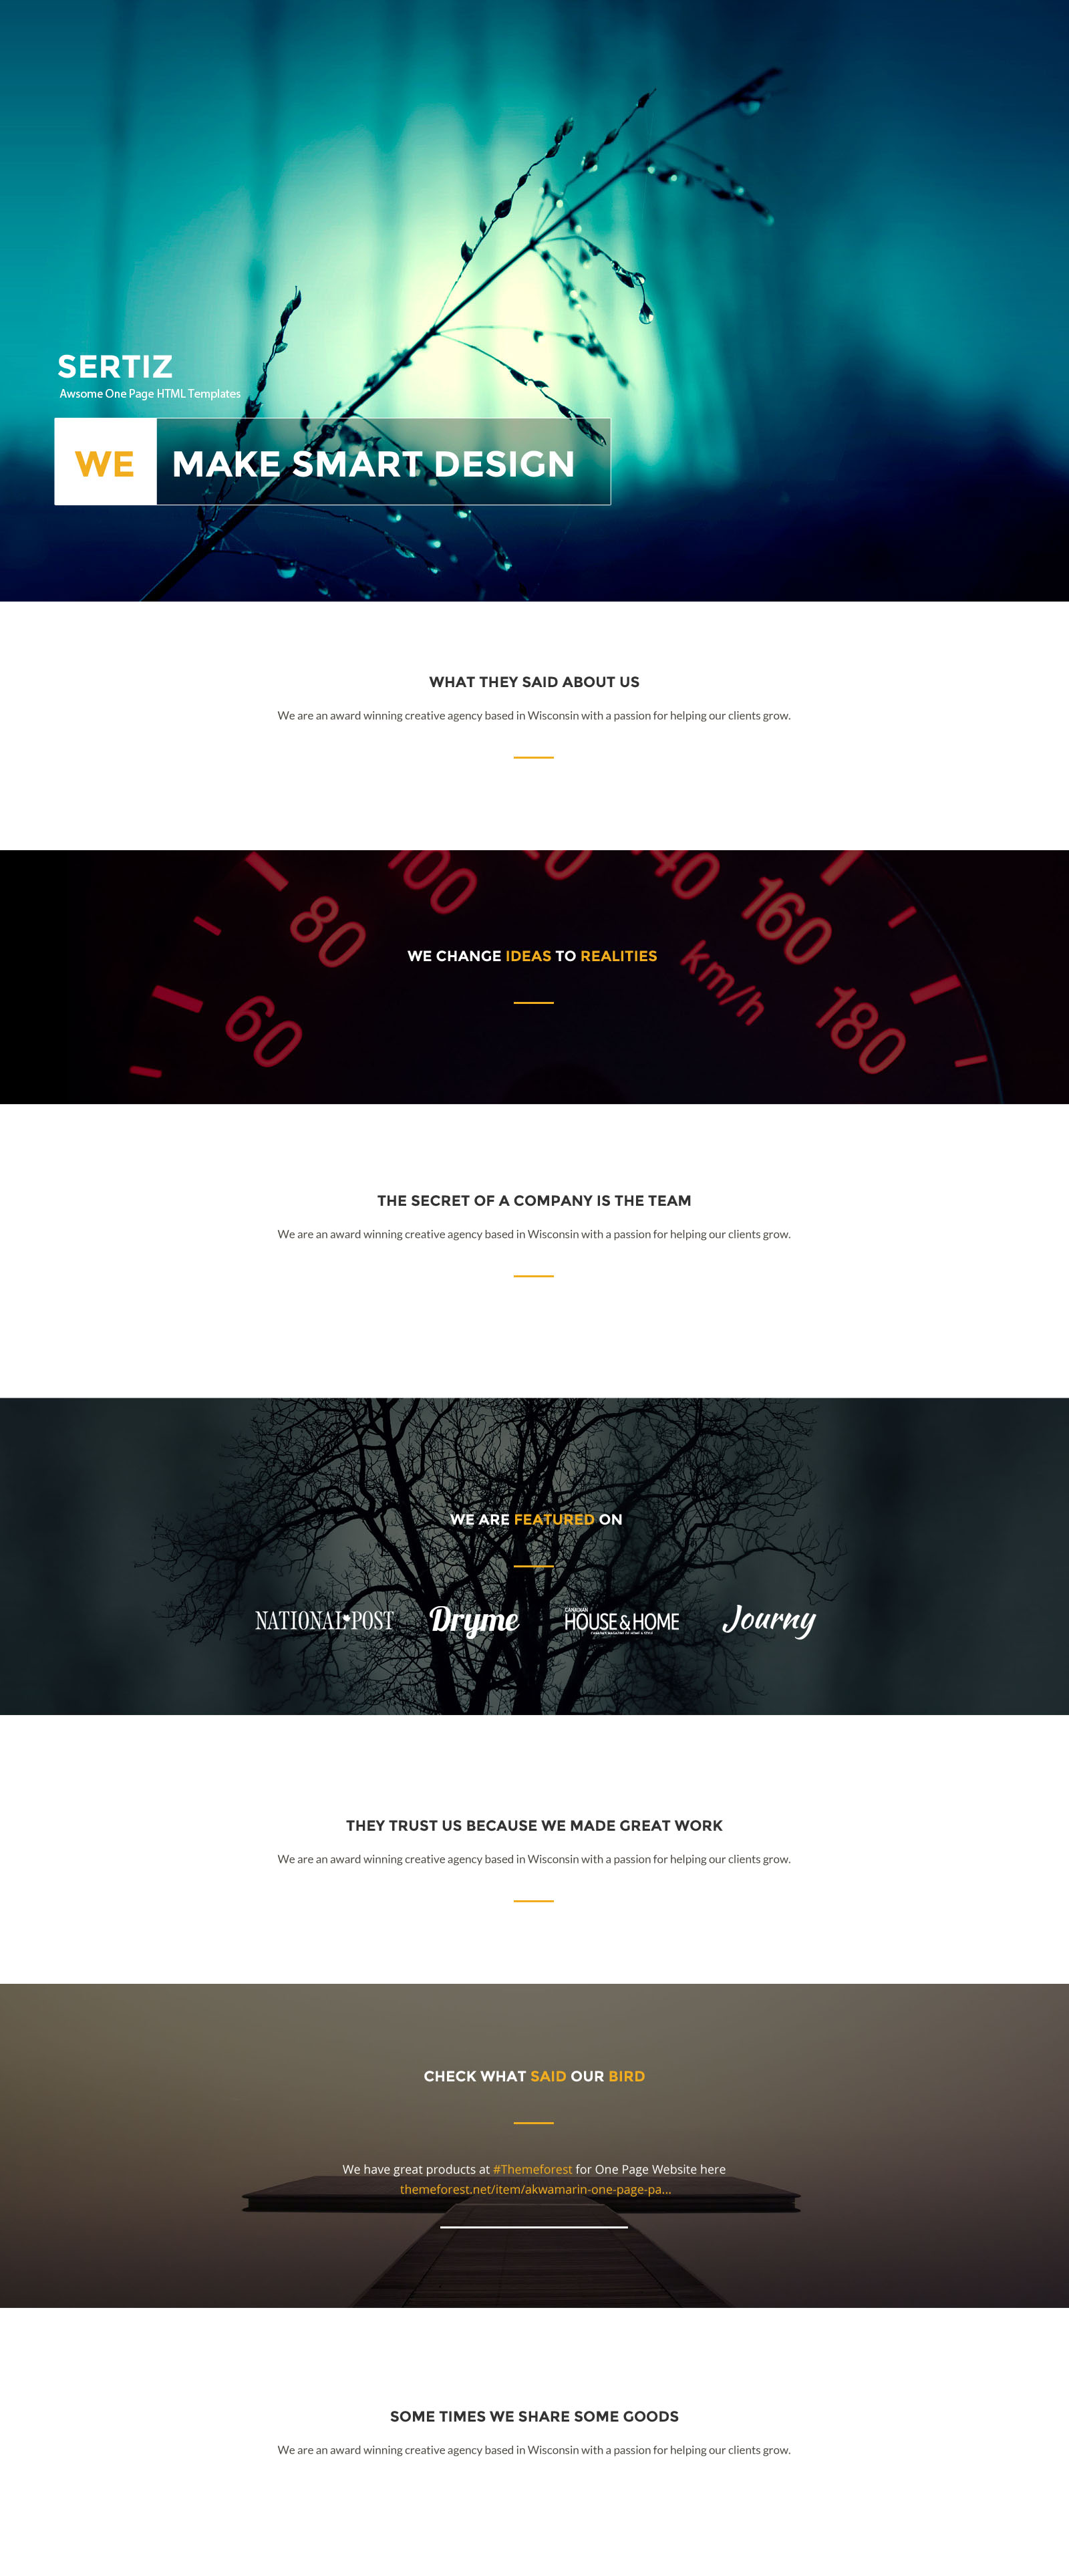 SERTIZ
Awsome One Page HTML Templates
WE MAKE SMART DESIGN
WHAT THEY SAID ABOUT US
We are an award winning creative agency based in Wisconsin with a passion for helping our clients grow.
100 20 140
80 160
WE CHANGE IDEAS TO REALITIES
km/h
60 180
THE SECRET OF A COMPANY IS THE TEAM
We are an award winning creative agency based in Wisconsin with a passion for helping our clients grow.
WE ARE FEATURED ON
NATIONAL POST Dryme CANADIAN HOUSE & HOME Journy
THEY TRUST US BECAUSE WE MADE GREAT WORK
We are an award winning creative agency based in Wisconsin with a passion for helping our clients grow.
CHECK WHAT SAID OUR BIRD
We have great products at #Themeforest for One Page Website here
themeforest.net/item/akwamarin-one-page-pa...
SOME TIMES WE SHARE SOME GOODS
We are an award winning creative agency based in Wisconsin with a passion for helping our clients grow.